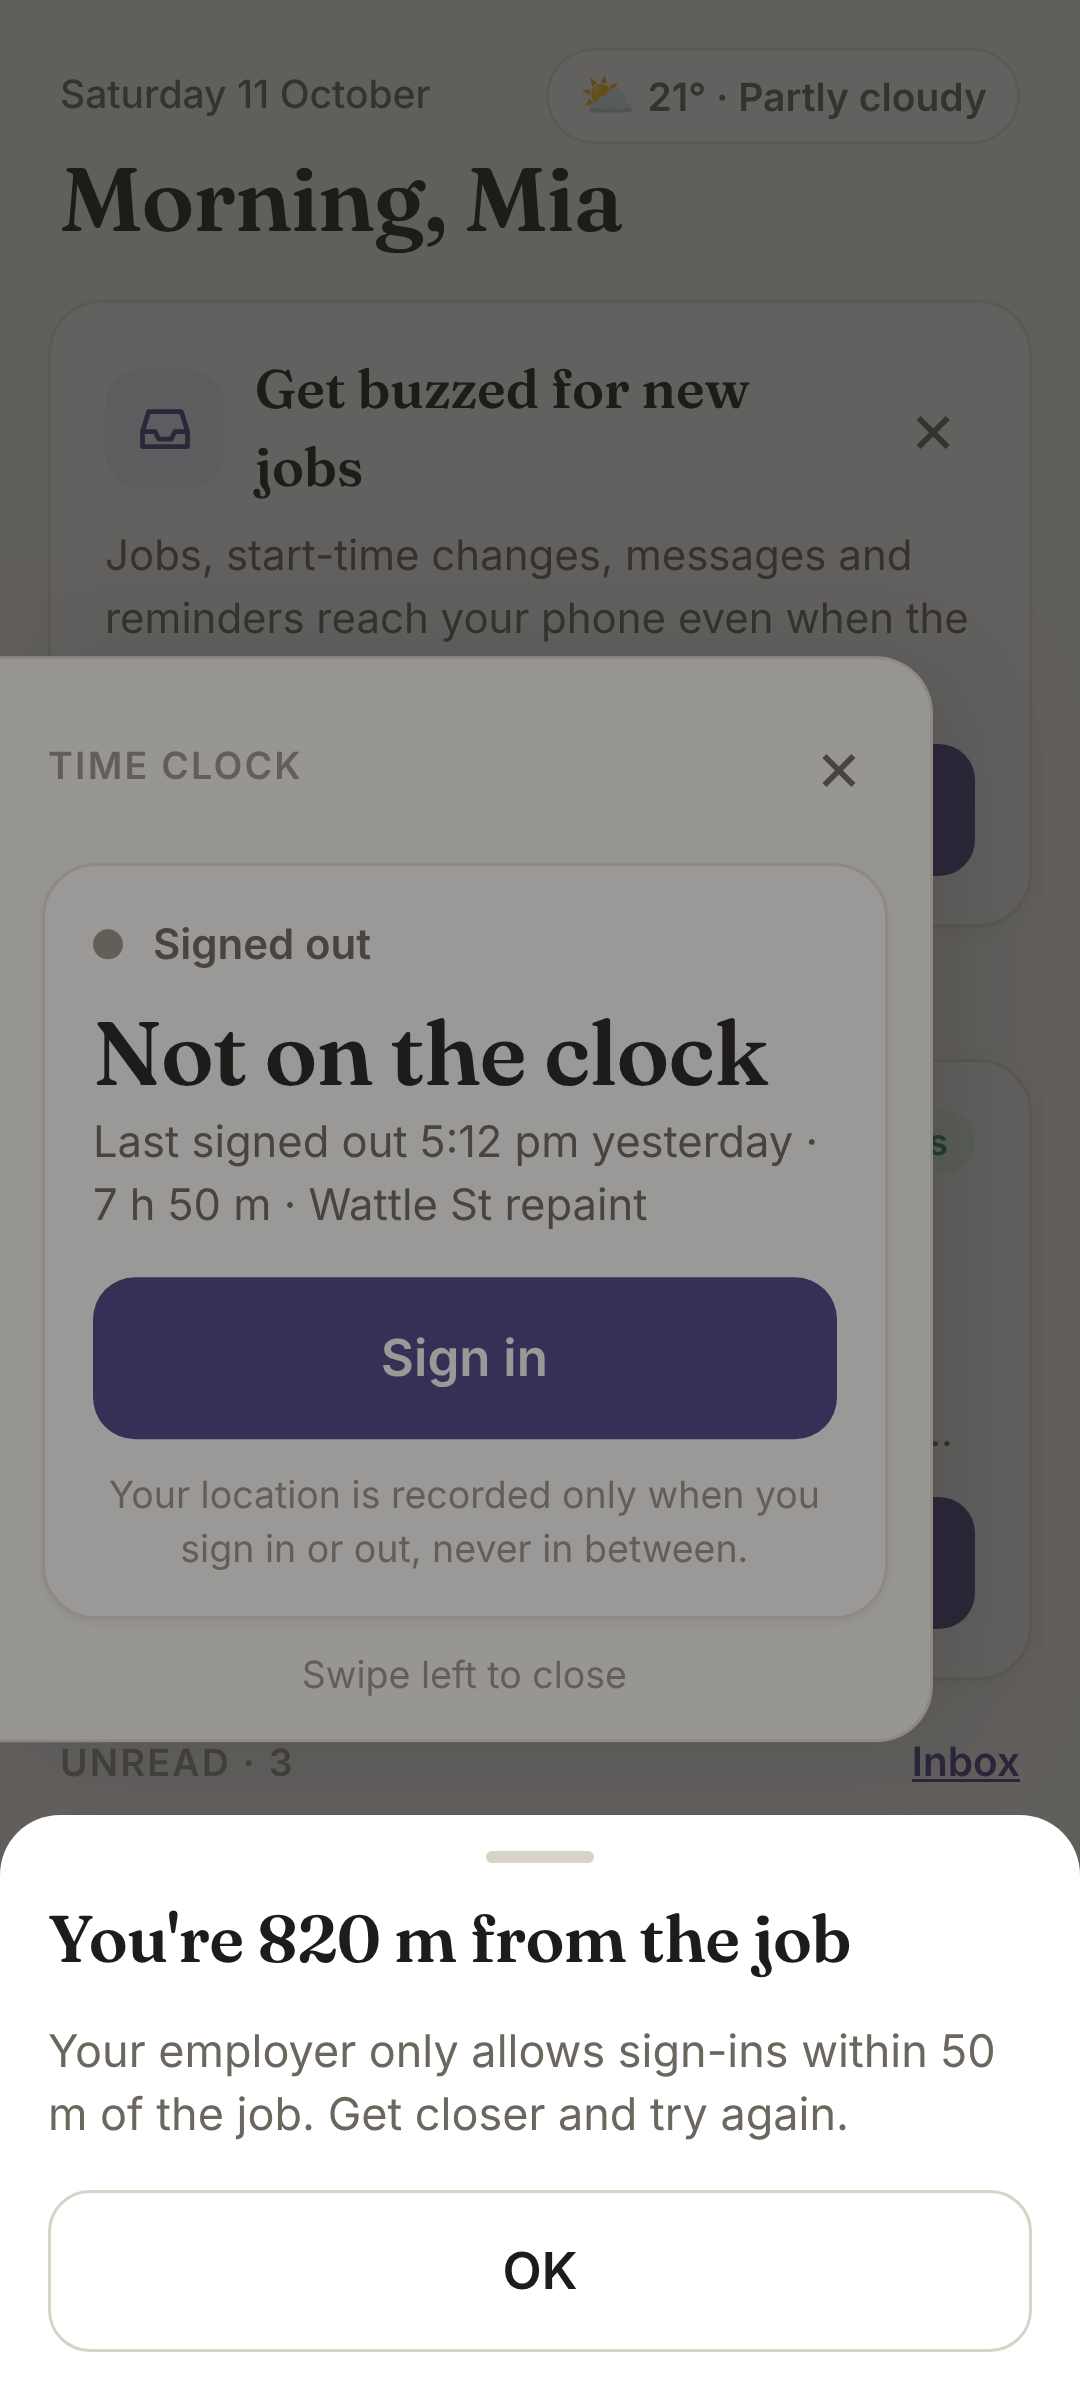 Saturday 11 October
⛅ 21° · Partly cloudy
Morning, Mia
Get buzzed for new
jobs
Jobs, start-time changes, messages and
reminders reach your phone even when the
TIME CLOCK
Signed out
Not on the clock
Last signed out 5:12 pm yesterday ·
7 h 50 m · Wattle St repaint
Sign in
Your location is recorded only when you
sign in or out, never in between.
Swipe left to close
UNREAD · 3
Inbox
You're 820 m from the job
Your employer only allows sign-ins within 50
m of the job. Get closer and try again.
OK